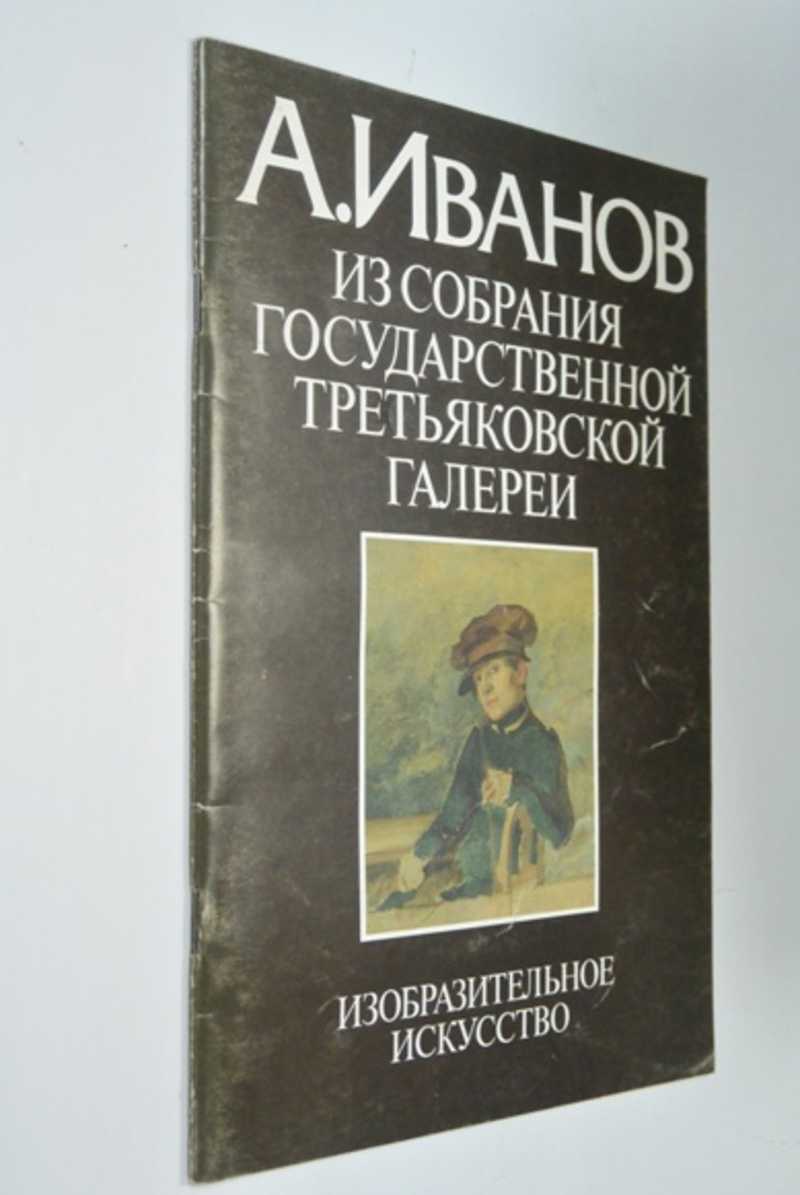 А.ИВАНОВ
ИЗ СОБРАНИЯ
ГОСУДАРСТВЕННОЙ
ТРЕТЬЯКОВСКОЙ
ГАЛЕРЕИ
ИЗОБРАЗИТЕЛЬНОЕ
ИСКУССТВО